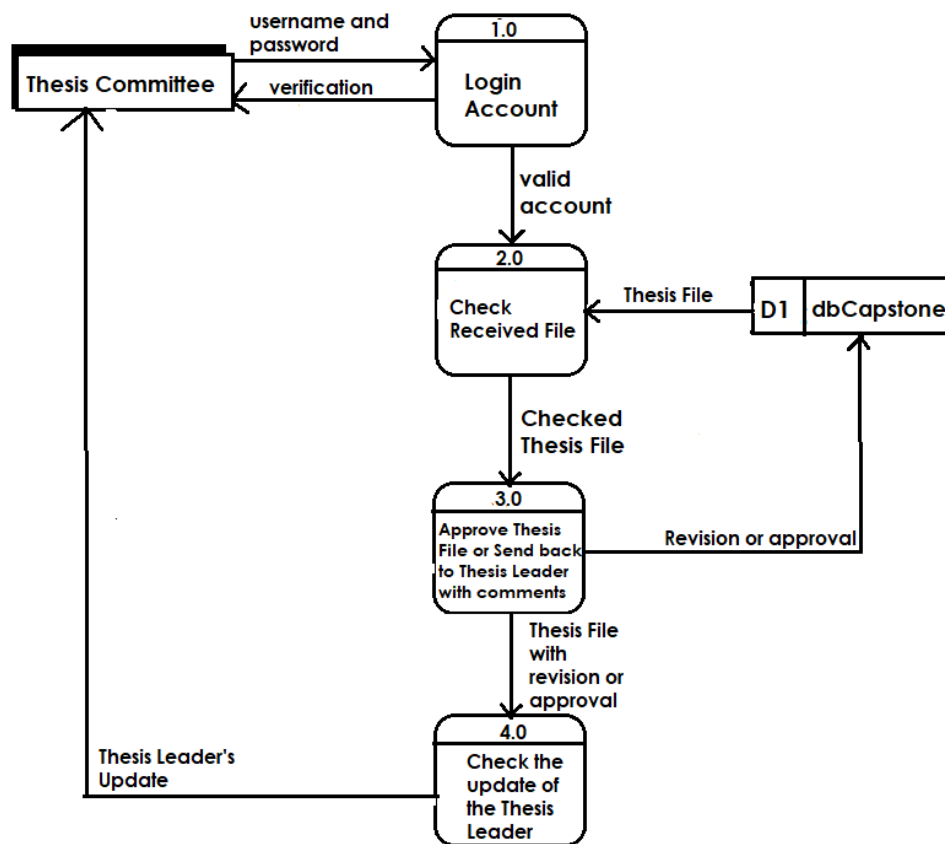 username and
password
1.0
Thesis Committee
verification
Login
Account
valid
account
2.0
Check
Received File
Thesis File
D1
dbCapstone
Checked
Thesis File
.3.0
Approve Thesis
File or Send back
to Thesis Leader
with comments
Revision or approval
Thesis File
with
revision or
approval
4.0
Thesis Leader's
Update
Check the
update of
the Thesis
Leader